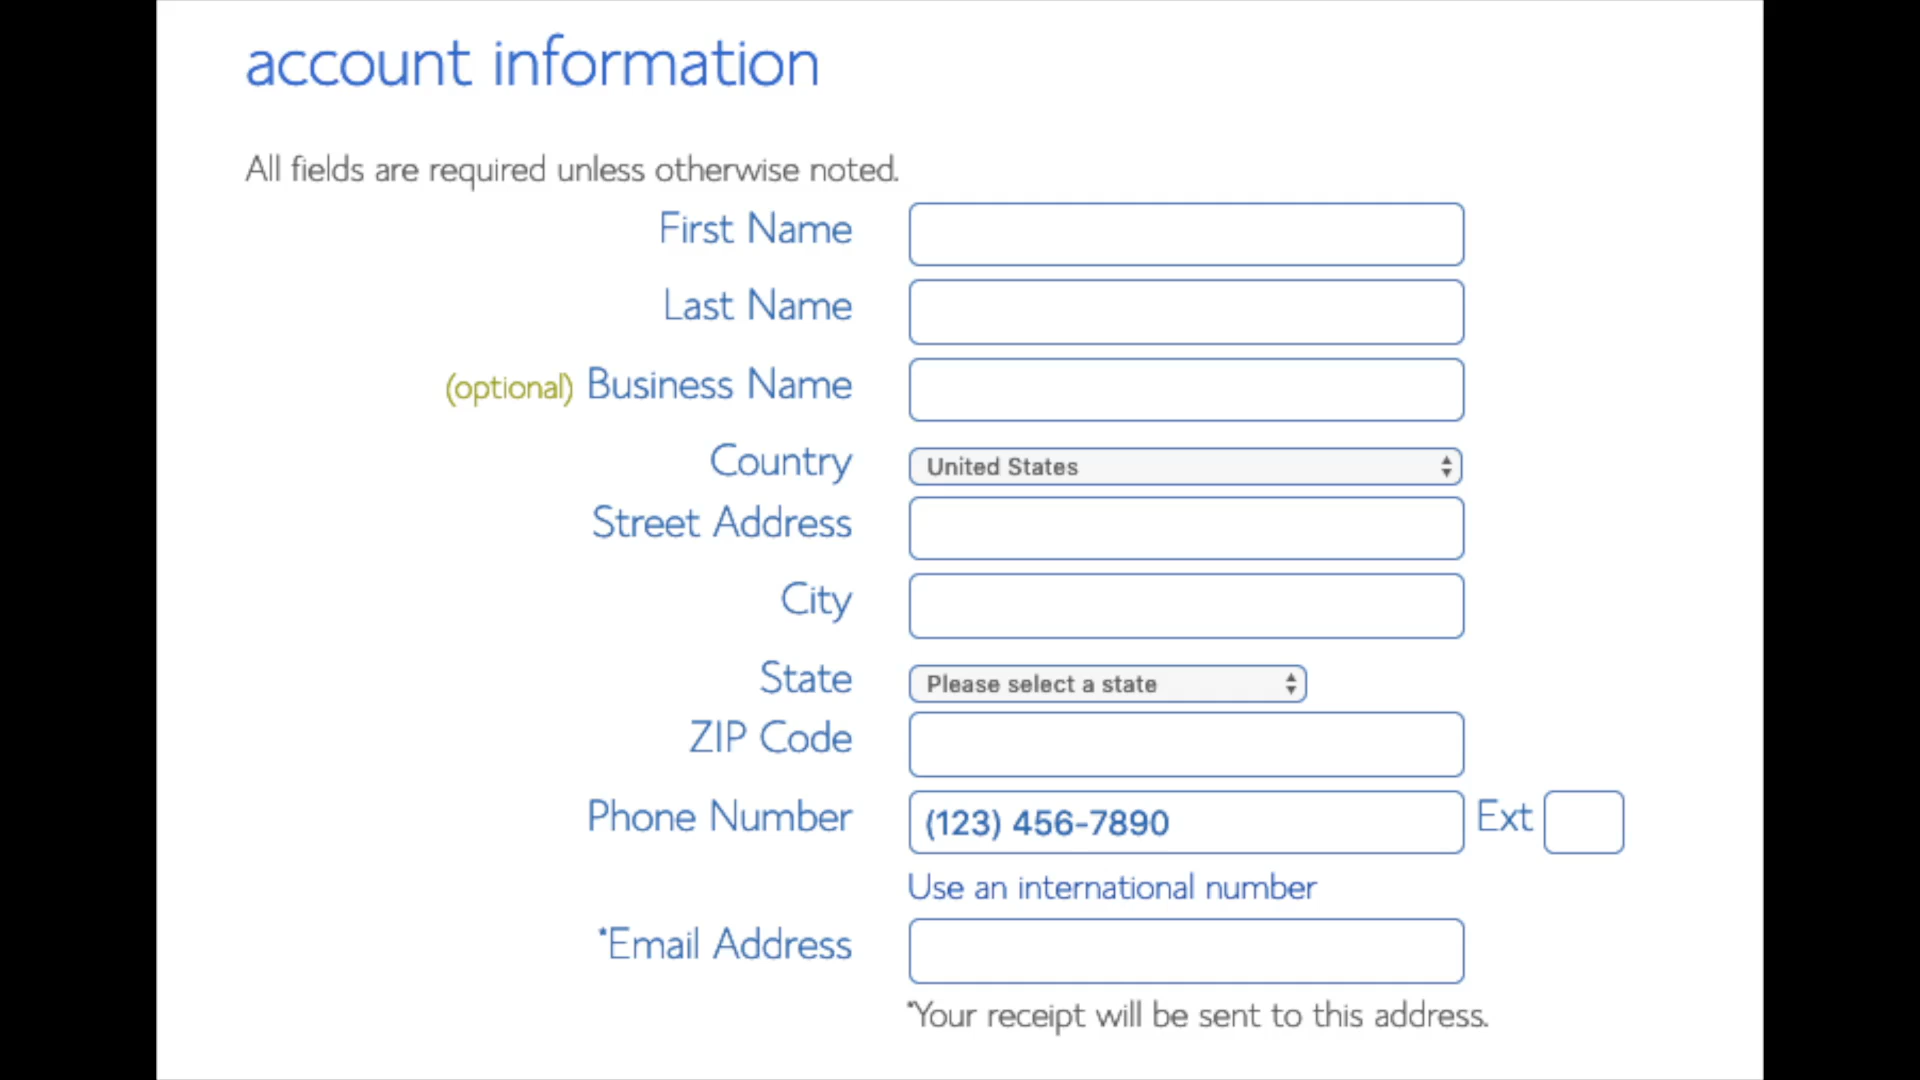 account information
All fields are required unless otherwise noted.
First Name
Last Name
(optional) Business Name
Country United States
Street Address
City
State Please select a state
ZIP Code
Phone Number (123) 456-7890 Ext
Use an international number
*Email Address
*Your receipt will be sent to this address.